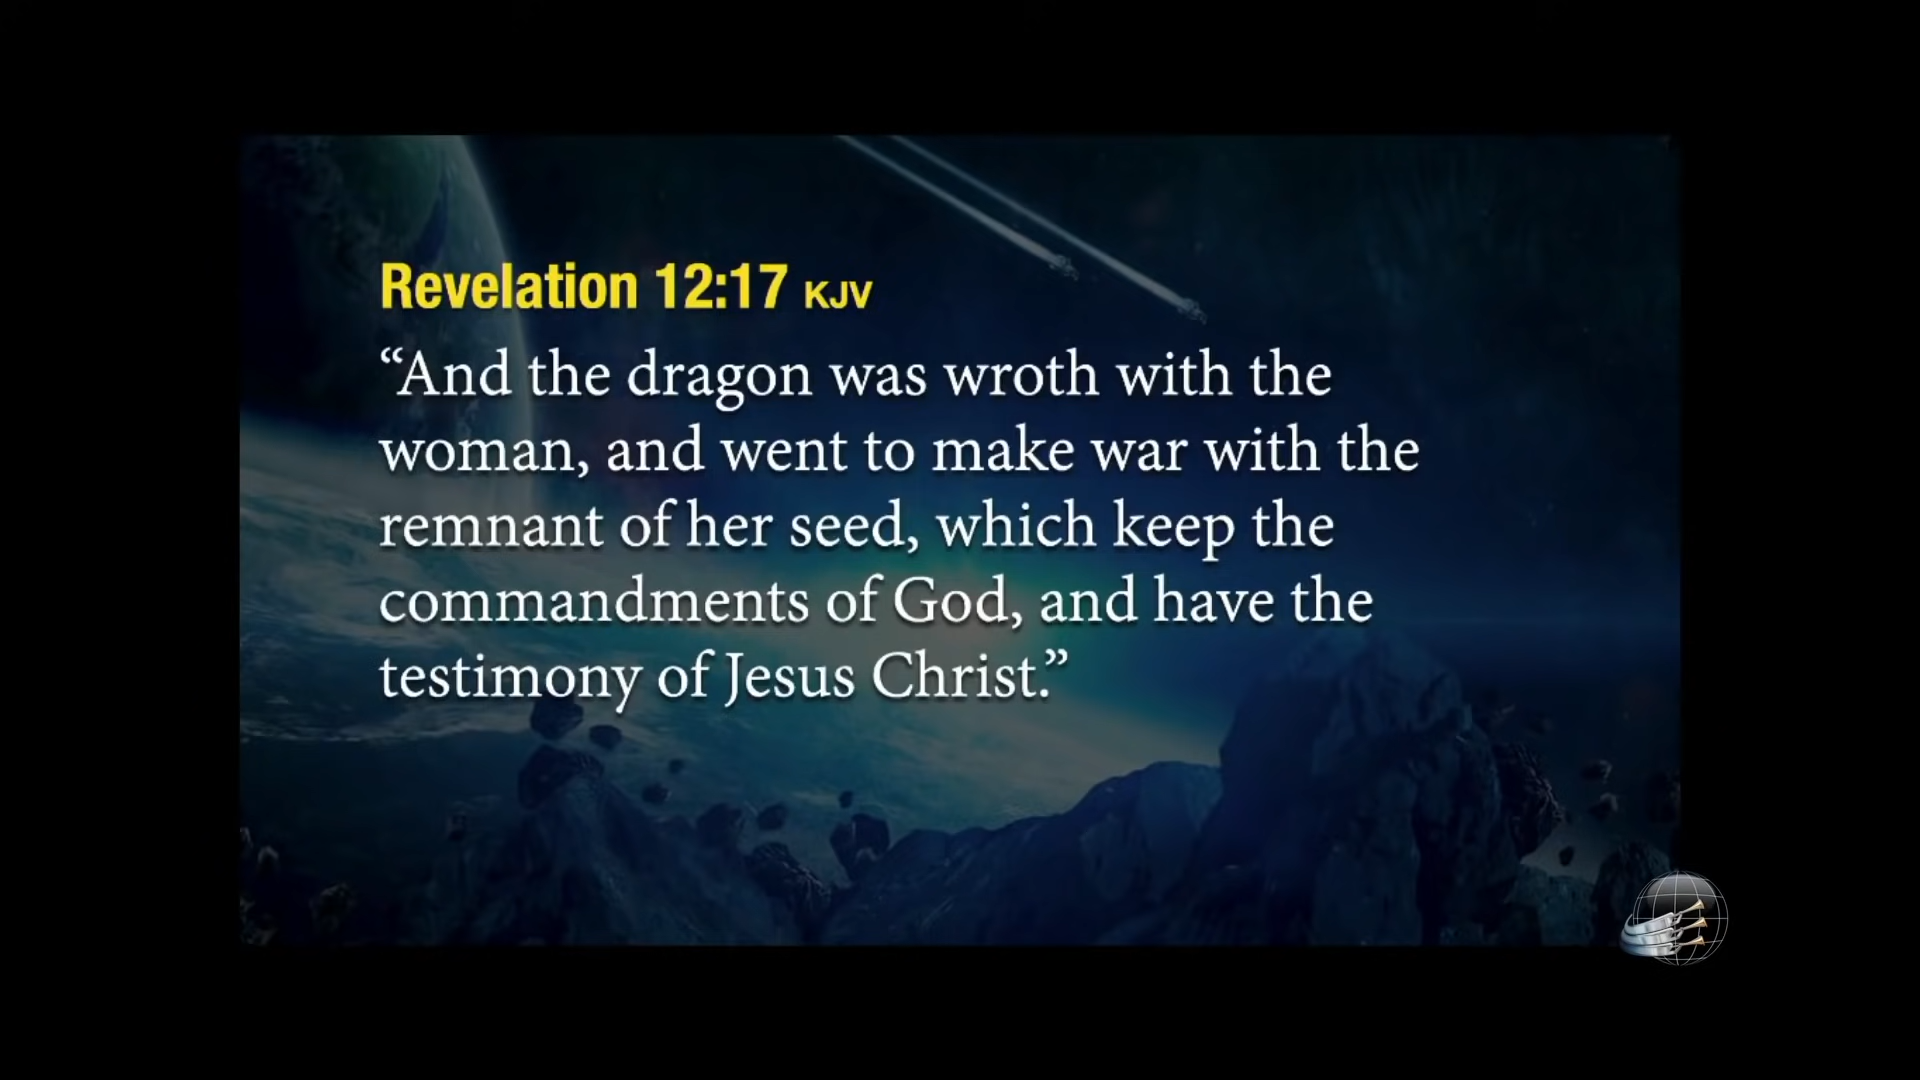 Revelation 12:17 KJV
“And the dragon was wroth with the
woman, and went to make war with the
remnant of her seed, which keep the
commandments of God, and have the
testimony of Jesus Christ.”